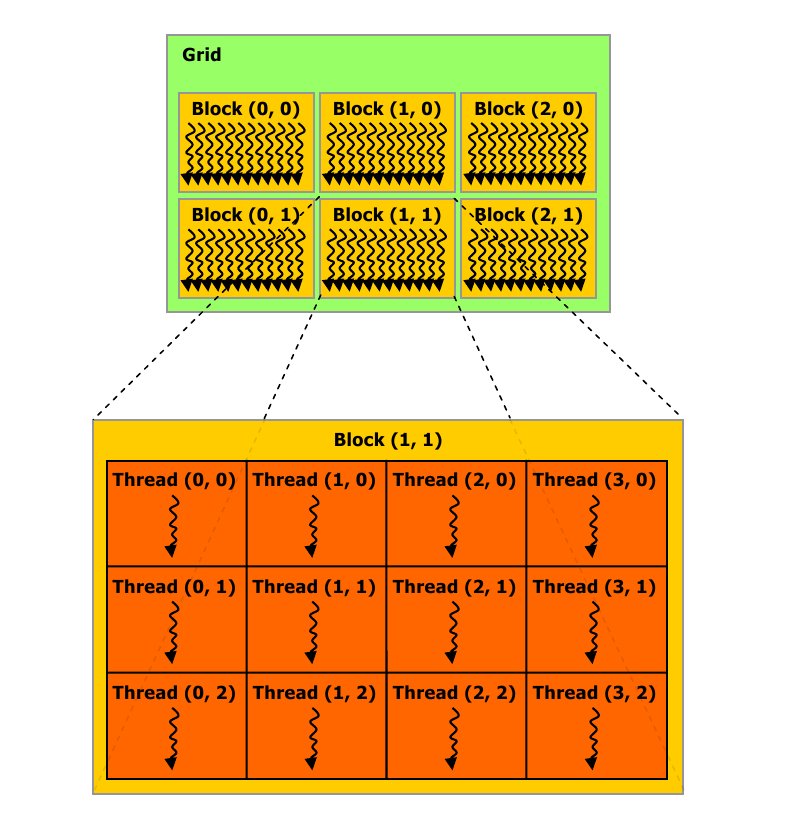 Grid
Block (0, 0) Block (1, 0) Block (2, 0)
Block (0, 1) Block (1, 1) Block (2, 1)
Block (1, 1)
Thread (0, 0) Thread (1, 0) Thread (2, 0) Thread (3, 0)
Thread (0, 1) Thread (1, 1) Thread (2, 1) Thread (3, 1)
Thread (0, 2) Thread (1, 2) Thread (2, 2) Thread (3, 2)